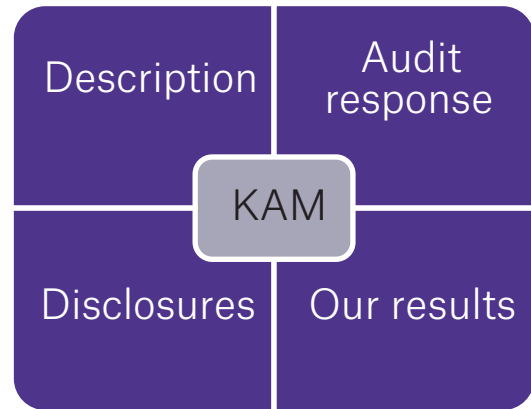 Description
Audit
response
KAM
Disclosures
Our results